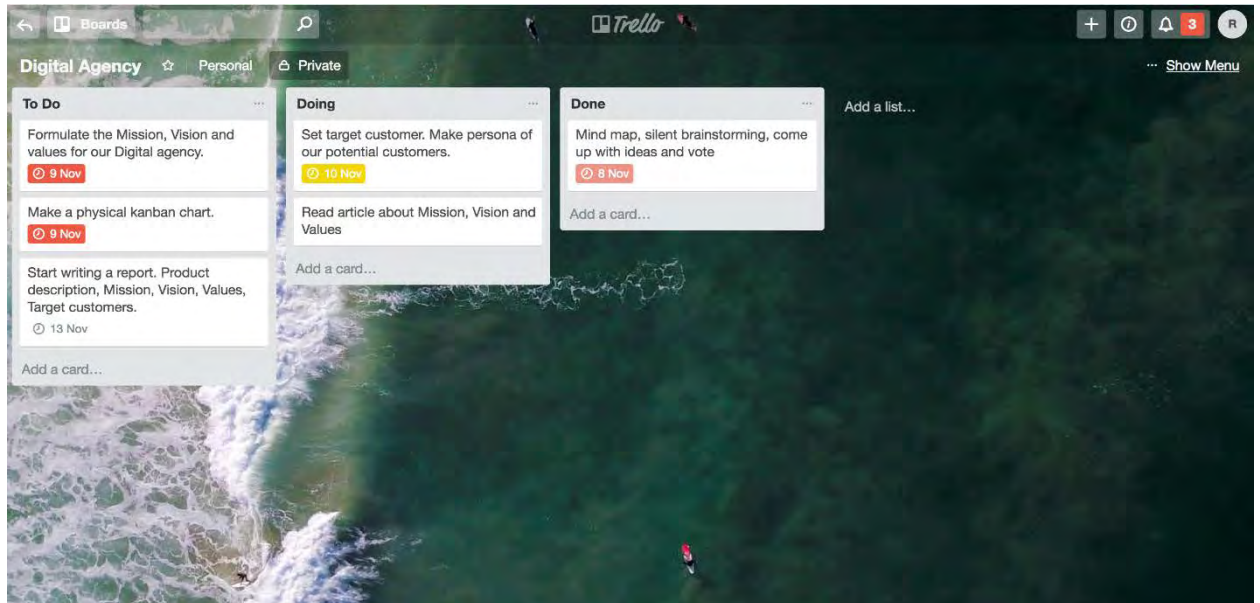 Boards
Trello
3
R
Digital Agency
Personal
Private
... Show Menu
To Do
...
Formulate the Mission, Vision and
values for our Digital agency.
9 Nov
Make a physical kanban chart.
9 Nov
Start writing a report. Product
description, Mission, Vision, Values,
Target customers.
13 Nov
Add a card...
Doing
...
Set target customer. Make persona of
our potential customers.
10 Nov
Read article about Mission, Vision and
Values
Add a card...
Done
...
Mind map, silent brainstorming, come
up with ideas and vote
8 Nov
Add a card...
Add a list...